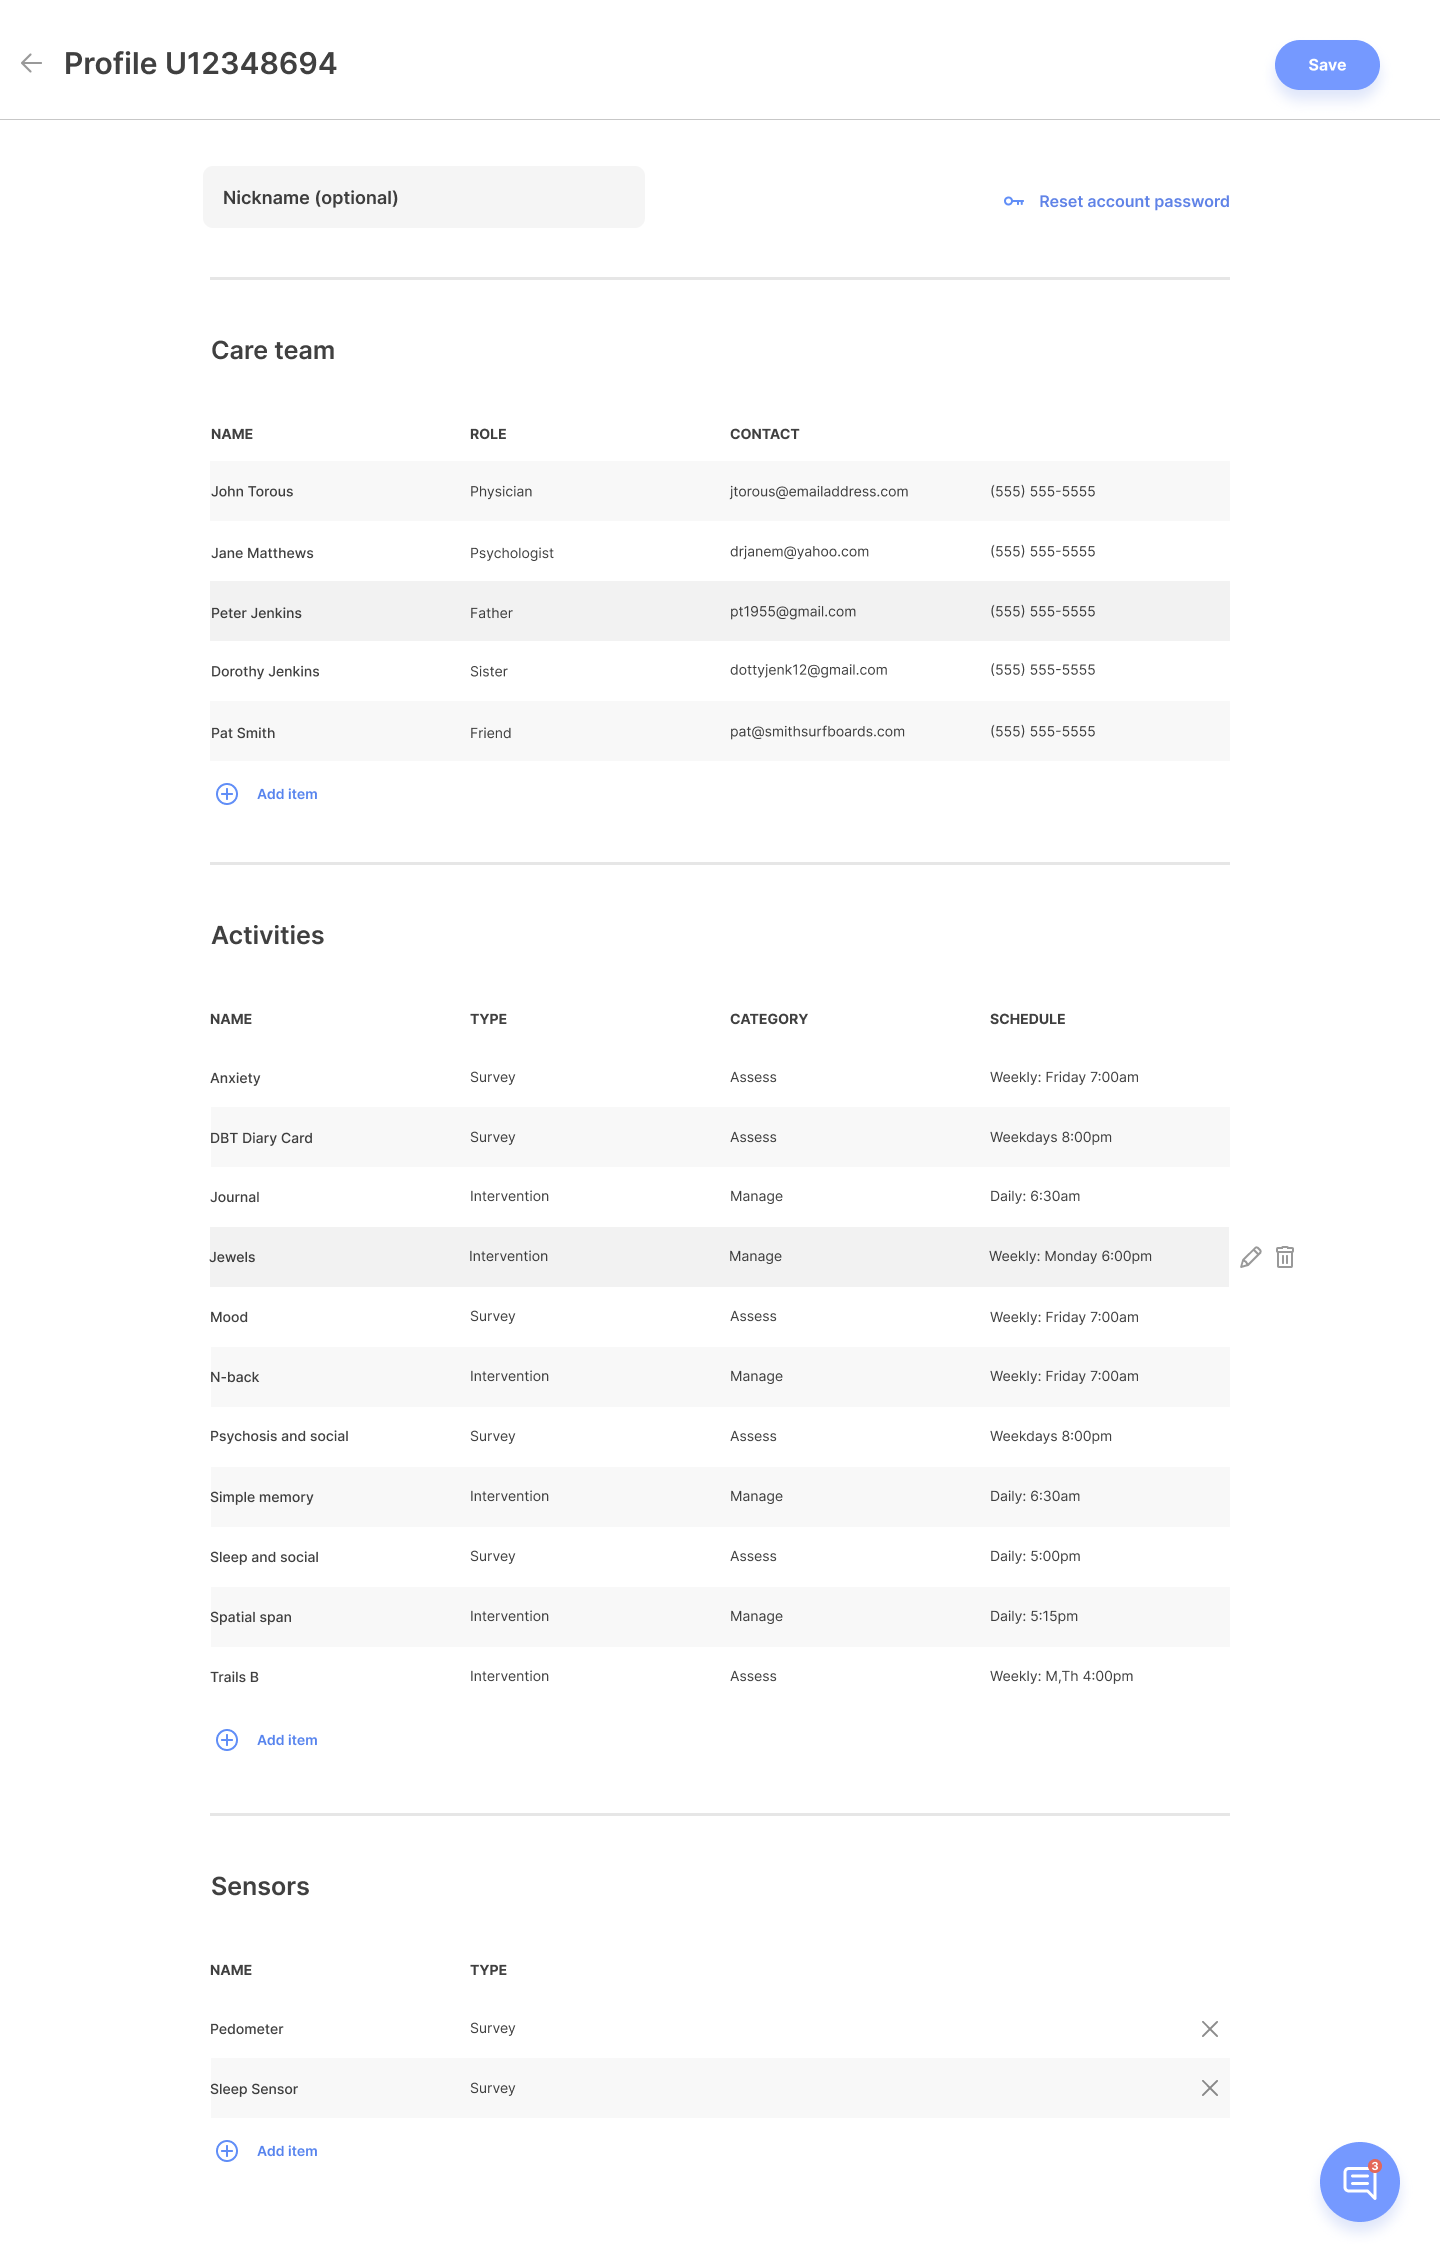 Profile U12348694
Save
Nickname (optional)
Reset account password
Care team
NAME ROLE CONTACT
John Torous Physician jtorous@emailaddress.com (555) 555-5555
Jane Matthews Psychologist drjanem@yahoo.com (555) 555-5555
Peter Jenkins Father pt1955@gmail.com (555) 555-5555
Dorothy Jenkins Sister dottyjenk12@gmail.com (555) 555-5555
Pat Smith Friend pat@smithsurfboards.com (555) 555-5555
Add item
Activities
NAME TYPE CATEGORY SCHEDULE
Anxiety Survey Assess Weekly: Friday 7:00am
DBT Diary Card Survey Assess Weekdays 8:00pm
Journal Intervention Manage Daily: 6:30am
Jewels Intervention Manage Weekly: Monday 6:00pm
Mood Survey Assess Weekly: Friday 7:00am
N-back Intervention Manage Weekly: Friday 7:00am
Psychosis and social Survey Assess Weekdays 8:00pm
Simple memory Intervention Manage Daily: 6:30am
Sleep and social Survey Assess Daily: 5:00pm
Spatial span Intervention Manage Daily: 5:15pm
Trails B Intervention Assess Weekly: M,Th 4:00pm
Add item
Sensors
NAME TYPE
Pedometer Survey
Sleep Sensor Survey
Add item
3